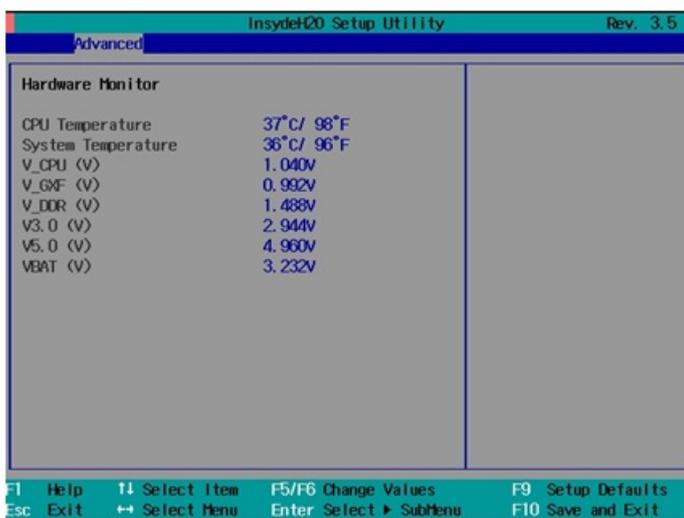 InsydeH2O Setup Utility Rev. 3.5
Advanced
Hardware Monitor
CPU Temperature 37°C/ 98°F
System Temperature 36°C/ 96°F
V_CPU (V) 1.040V
V_GXF (V) 0.992V
V_DDR (V) 1.488V
V3.0 (V) 2.944V
V5.0 (V) 4.960V
VBAT (V) 3.232V
F1 Help ↑↓ Select Item F5/F6 Change Values F9 Setup Defaults
Esc Exit ↔ Select Menu Enter Select ▶ SubMenu F10 Save and Exit